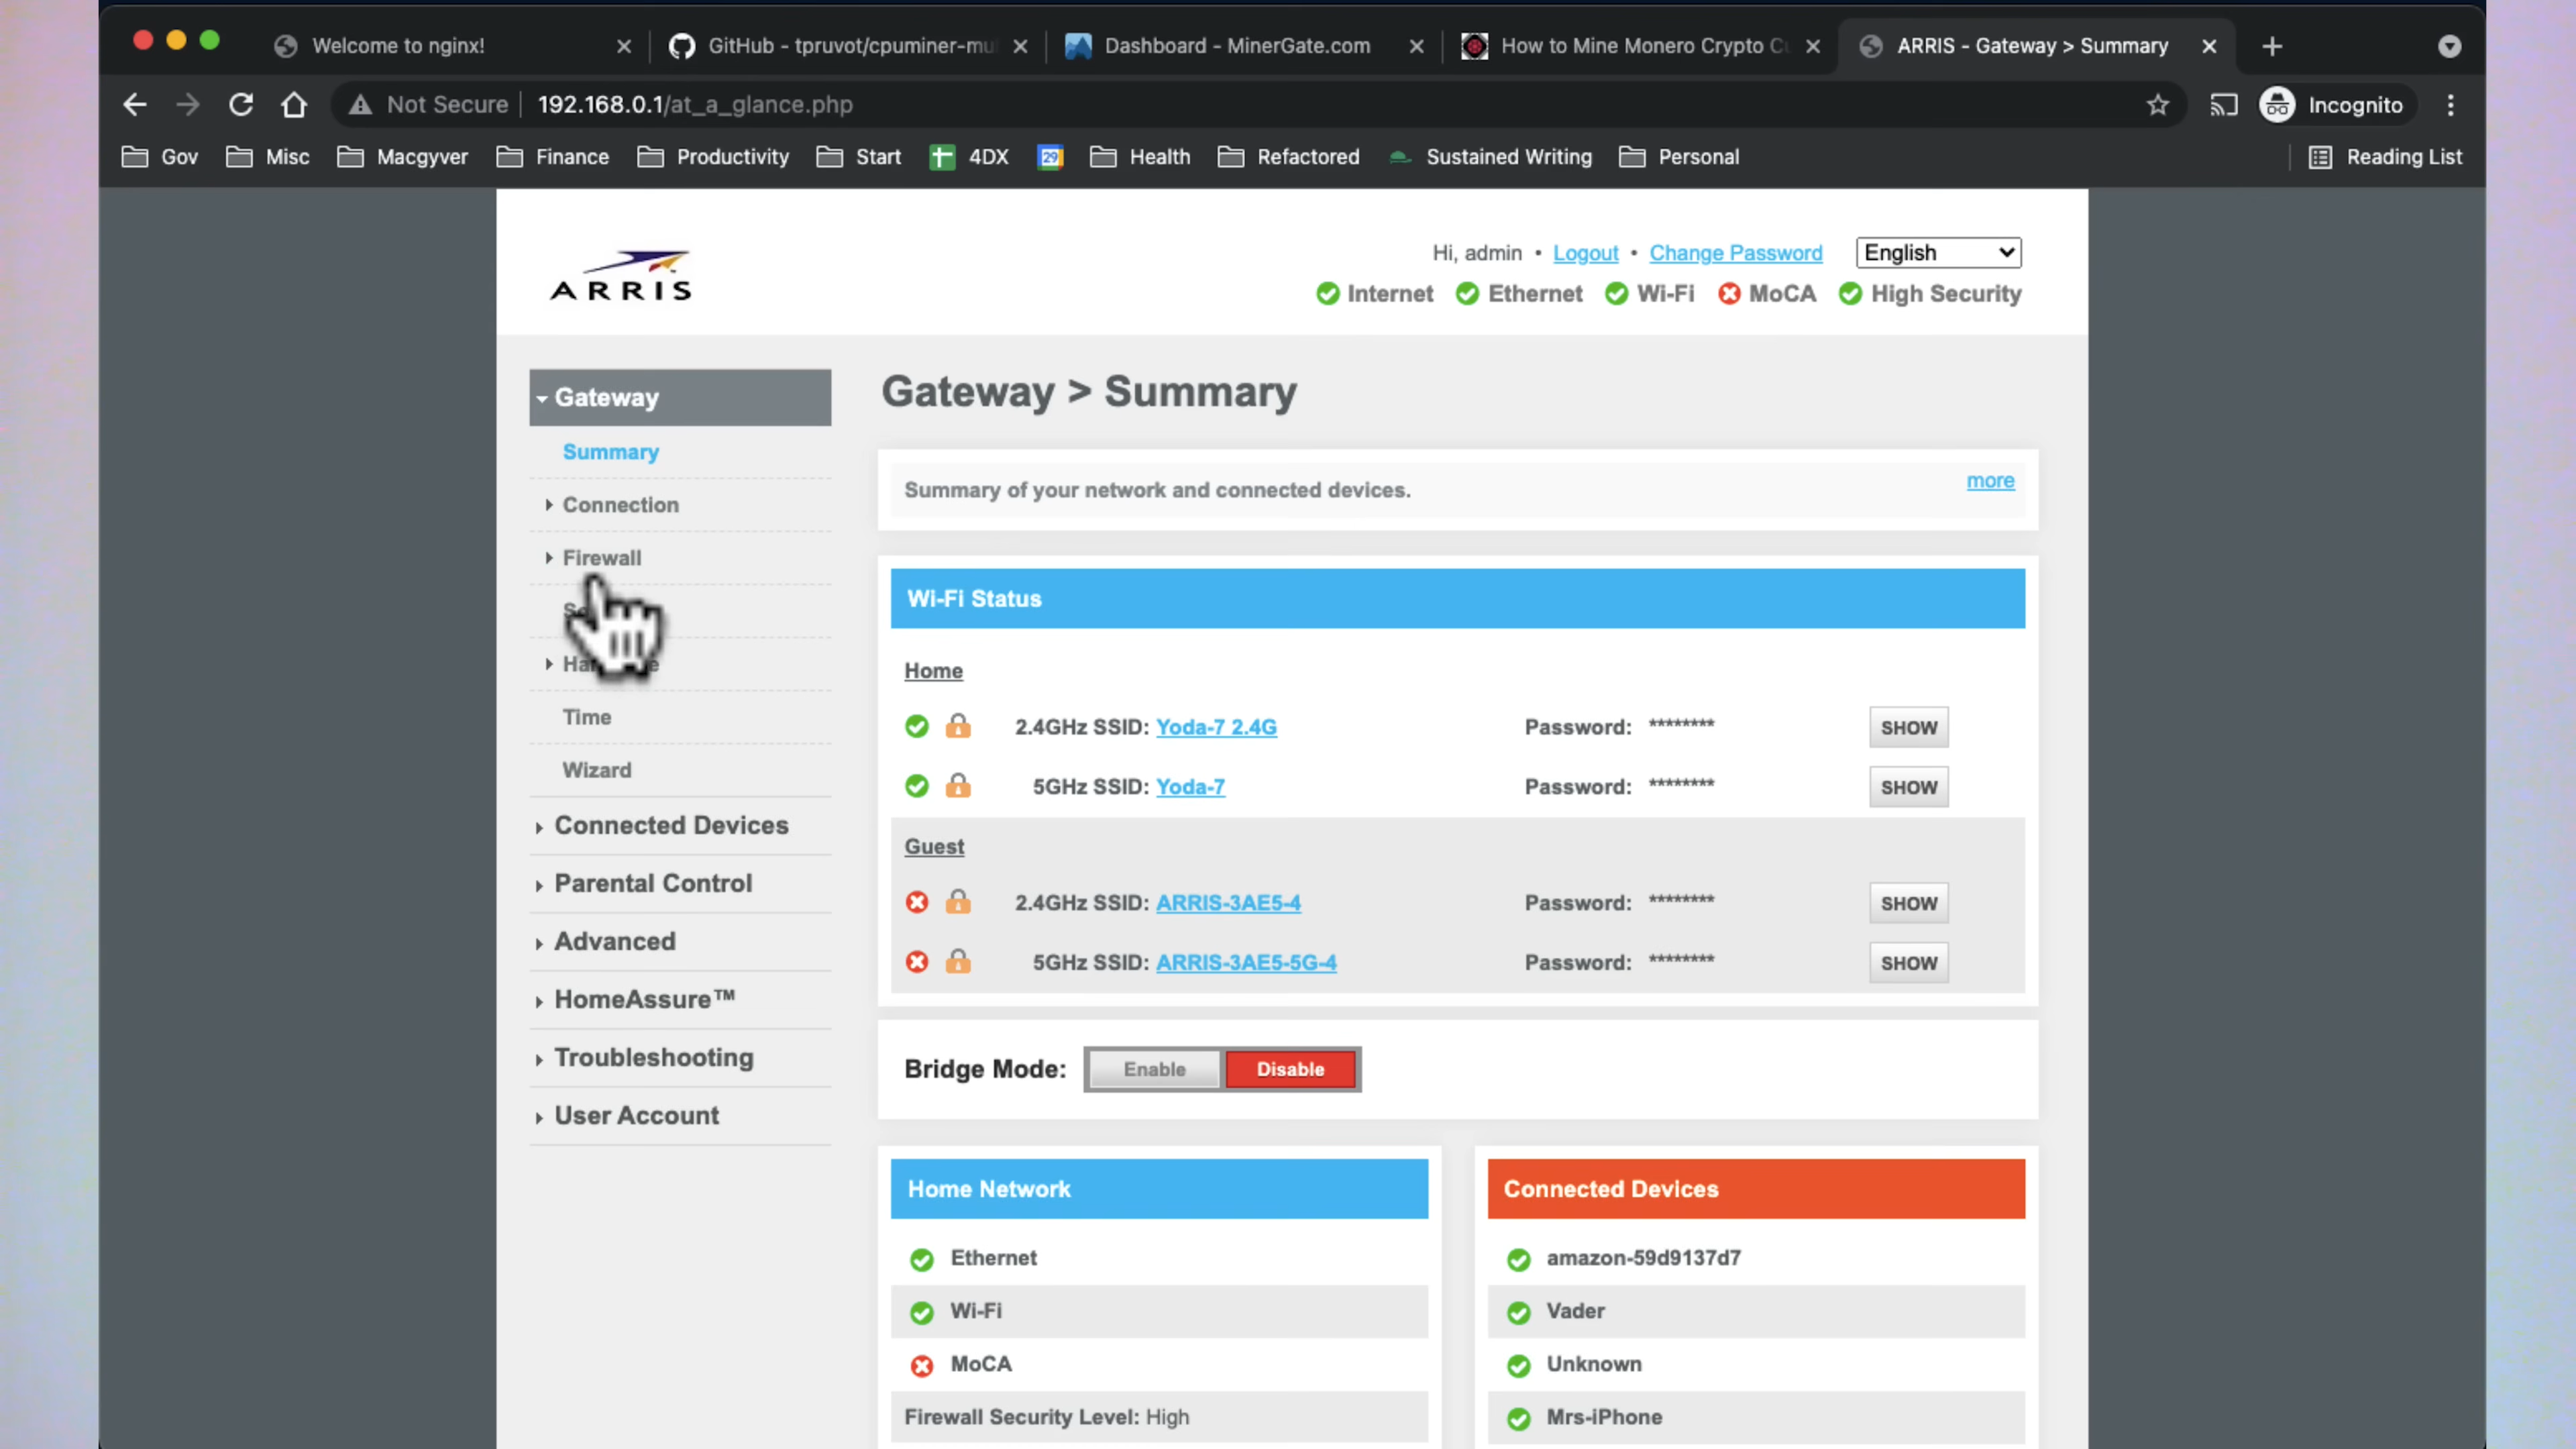 Welcome to nginx!
GitHub - tpruvot/cpuminer-mu
Dashboard - MinerGate.com
How to Mine Monero Crypto C
ARRIS - Gateway > Summary
Not Secure
192.168.0.1/at_a_glance.php
Incognito
Gov
Misc
Macgyver
Finance
Productivity
Start
4DX
29
Health
Refactored
Sustained Writing
Personal
Reading List
ARRIS
Hi, admin • Logout • Change Password
English
Internet
Ethernet
Wi-Fi
MoCA
High Security
Gateway
Summary
Connection
Firewall
Time
Wizard
Connected Devices
Parental Control
Advanced
HomeAssure™
Troubleshooting
User Account
Gateway > Summary
Summary of your network and connected devices.
more
Wi-Fi Status
Home
2.4GHz SSID: Yoda-7 2.4G Password: ******** SHOW
5GHz SSID: Yoda-7 Password: ******** SHOW
Guest
2.4GHz SSID: ARRIS-3AE5-4 Password: ******** SHOW
5GHz SSID: ARRIS-3AE5-5G-4 Password: ******** SHOW
Bridge Mode: Enable Disable
Home Network
Ethernet
Wi-Fi
MoCA
Firewall Security Level: High
Connected Devices
amazon-59d9137d7
Vader
Unknown
Mrs-iPhone